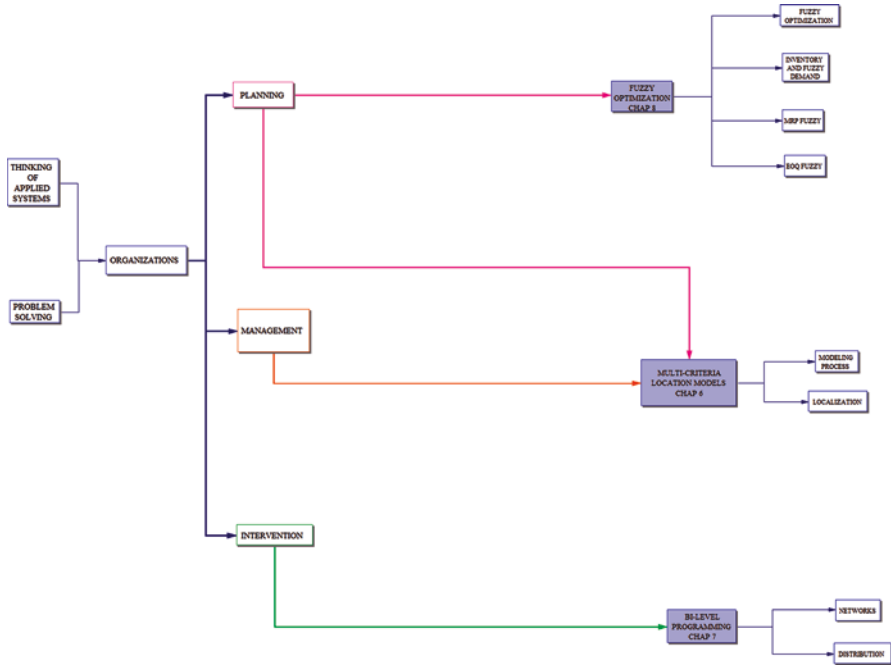 FUZZY
OPTIMIZATION
INVENTORY
AND FUZZY
DEMAND
PLANNING
FUZZY
OPTIMIZATION
CHAP 8
MRP FUZZY
EOQ FUZZY
THINKING
OF
APPLIED
SYSTEMS
ORGANIZATIONS
PROBLEM
SOLVING
MANAGEMENT
MULTI-CRITERIA
LOCATION MODELS
CHAP 6
MODELING
PROCESS
LOCALIZATION
INTERVENTION
BI-LEVEL
PROGRAMMING
CHAP 7
NETWORKS
DISTRIBUTION